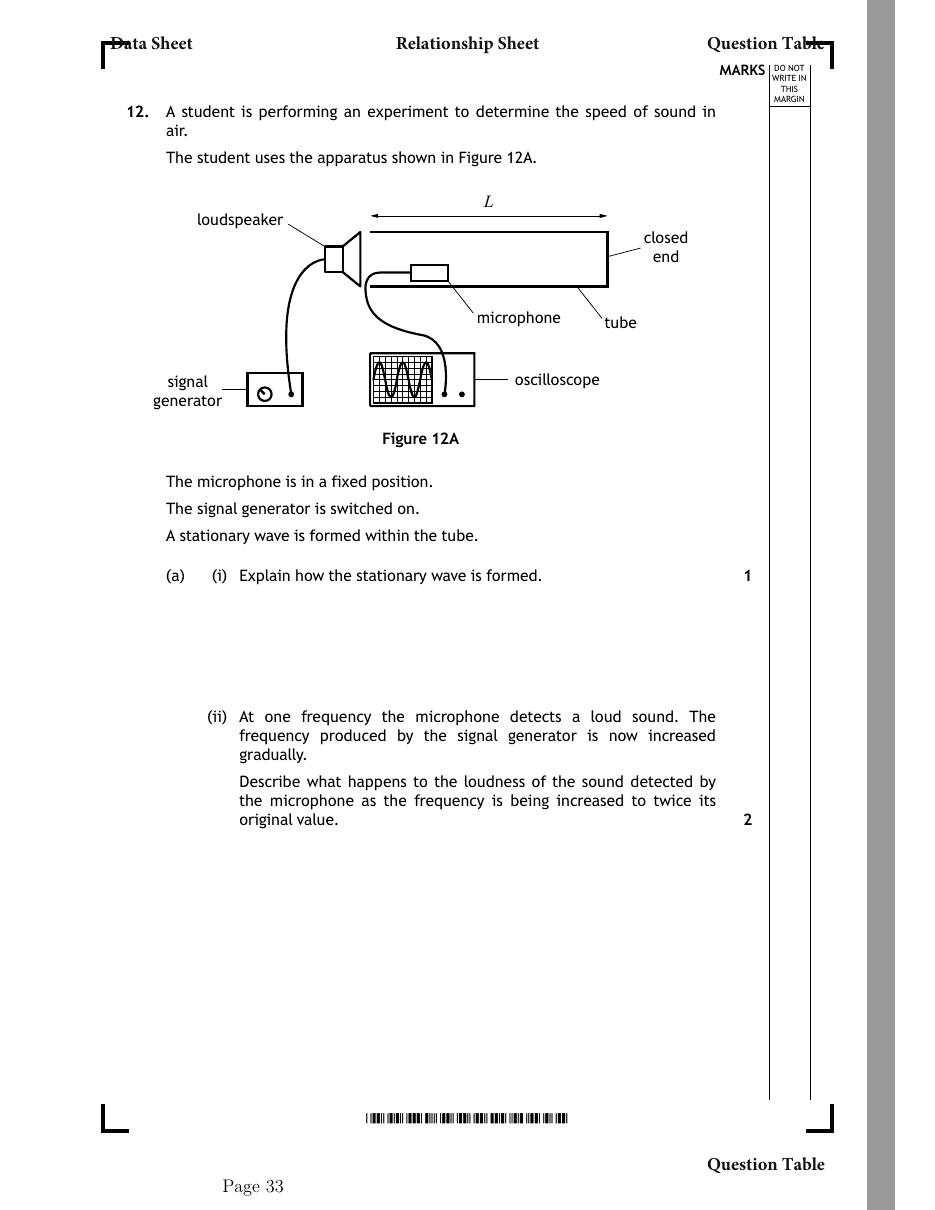 Data Sheet Relationship Sheet Question Table
MARKS
DO NOT
WRITE IN
THIS
MARGIN
12. A student is performing an experiment to determine the speed of sound in
air.
The student uses the apparatus shown in Figure 12A.
L
loudspeaker
closed
end
microphone
tube
signal
generator
oscilloscope
Figure 12A
The microphone is in a fixed position.
The signal generator is switched on.
A stationary wave is formed within the tube.
(a) (i) Explain how the stationary wave is formed. 1
(ii) At one frequency the microphone detects a loud sound. The
frequency produced by the signal generator is now increased
gradually.
Describe what happens to the loudness of the sound detected by
the microphone as the frequency is being increased to twice its
original value. 2
Question Table
Page 33